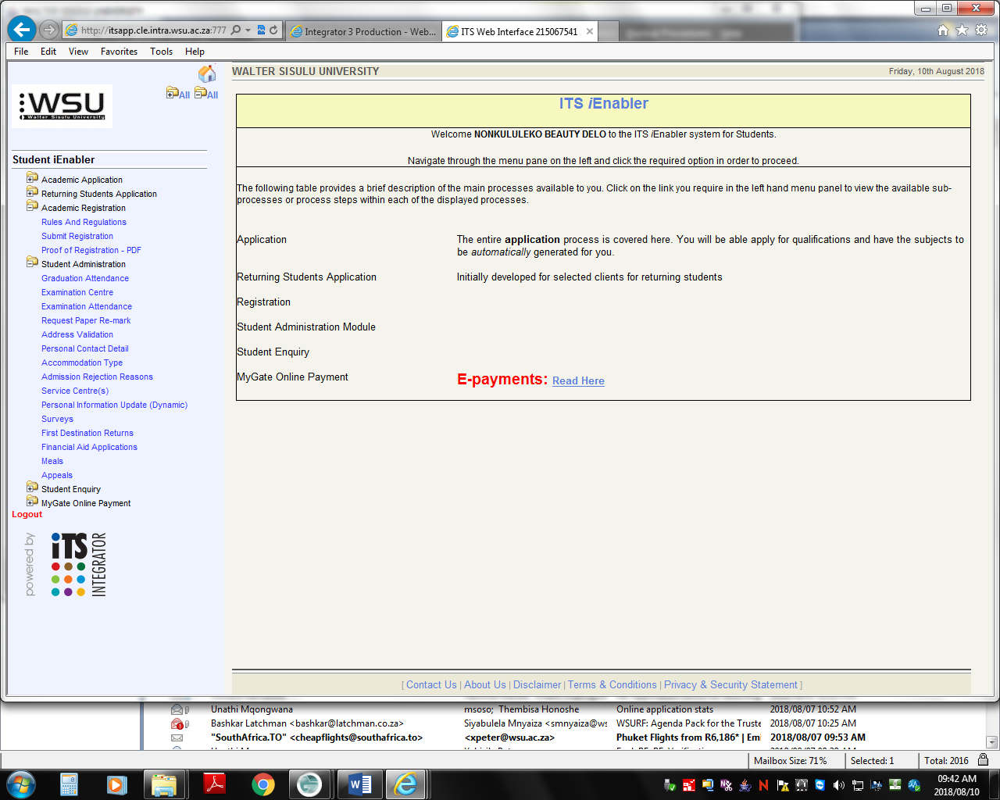 http://itsapp.cle.intra.wsu.ac.za:777
Integrator 3 Production - Web...
ITS Web Interface 215067541
File Edit View Favorites Tools Help
All All
WSU
Walter Sisulu University
Student iEnabler
Academic Application
Returning Students Application
Academic Registration
Rules And Regulations
Submit Registration
Proof of Registration - PDF
Student Administration
Graduation Attendance
Examination Centre
Examination Attendance
Request Paper Re-mark
Address Validation
Personal Contact Detail
Accommodation Type
Admission Rejection Reasons
Service Centre(s)
Personal Information Update (Dynamic)
Surveys
First Destination Returns
Financial Aid Applications
Meals
Appeals
Student Enquiry
MyGate Online Payment
Logout
powered by
iTS
INTEGRATOR
WALTER SISULU UNIVERSITY
Friday, 10th August 2018
ITS iEnabler
Welcome NONKULULEKO BEAUTY DELO to the ITS iEnabler system for Students.
Navigate through the menu pane on the left and click the required option in order to proceed.
The following table provides a brief description of the main processes available to you. Click on the link you require in the left hand menu panel to view the available sub-
processes or process steps within each of the displayed processes.
Application The entire application process is covered here. You will be able apply for qualifications and have the subjects to
be automatically generated for you.
Returning Students Application Initially developed for selected clients for returning students
Registration
Student Administration Module
Student Enquiry
MyGate Online Payment E-payments: Read Here
[ Contact Us | About Us | Disclaimer | Terms & Conditions | Privacy & Security Statement ]
Unathi Mqongwana msoso; Thembisa Honoshe Online application stats 2018/08/07 10:52 AM
Bashkar Latchman <bashkar@latchman.co.za> Siyabulela Mnyaiza <smnyaiza@ws WSURF: Agenda Pack for the Truste 2018/08/07 10:25 AM
"SouthAfrica.TO" <cheapflights@southafrica.to> <xpeter@wsu.ac.za> Phuket Flights from R6,186* | Emi 2018/08/07 09:53 AM
Mailbox Size: 71% Selected: 1 Total: 2016
09:42 AM
2018/08/10